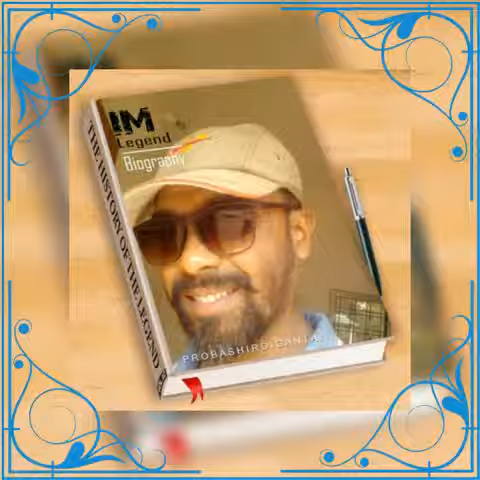 IM
Legend
Biography
THE HISTORY OF THE LEGEND
PROBASHIRDIGANTA